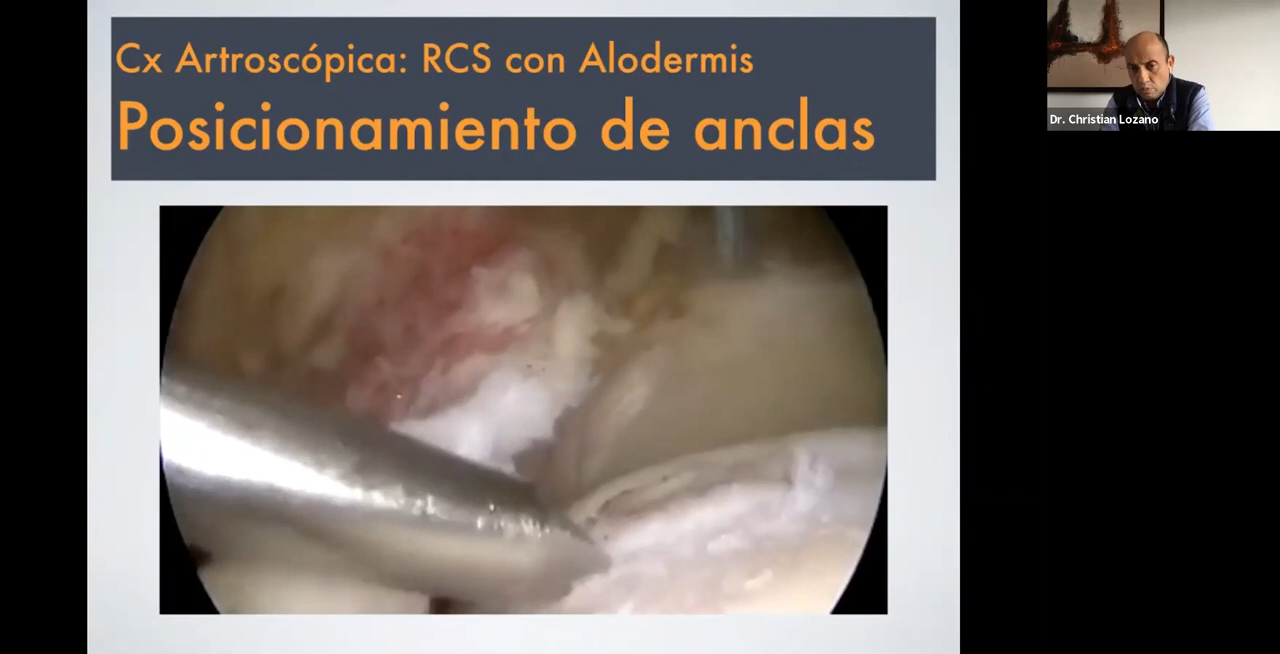 Cx Artroscópica: RCS con Alodermis
Posicionamiento de anclas
Dr. Christian Lozano